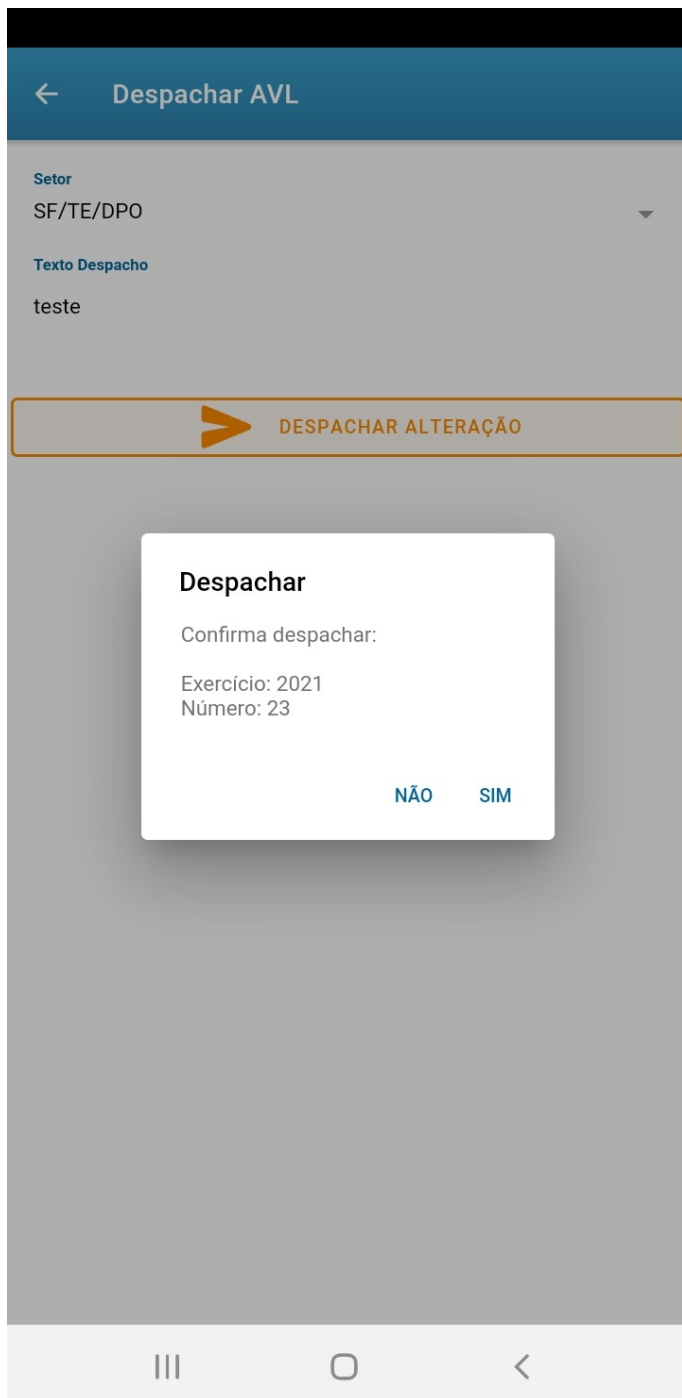 Despachar AVL
Setor
SF/TE/DPO
Texto Despacho
teste
DESPACHAR ALTERAÇÃO
Despachar
Confirma despachar:
Exercício: 2021
Número: 23
NÃO SIM